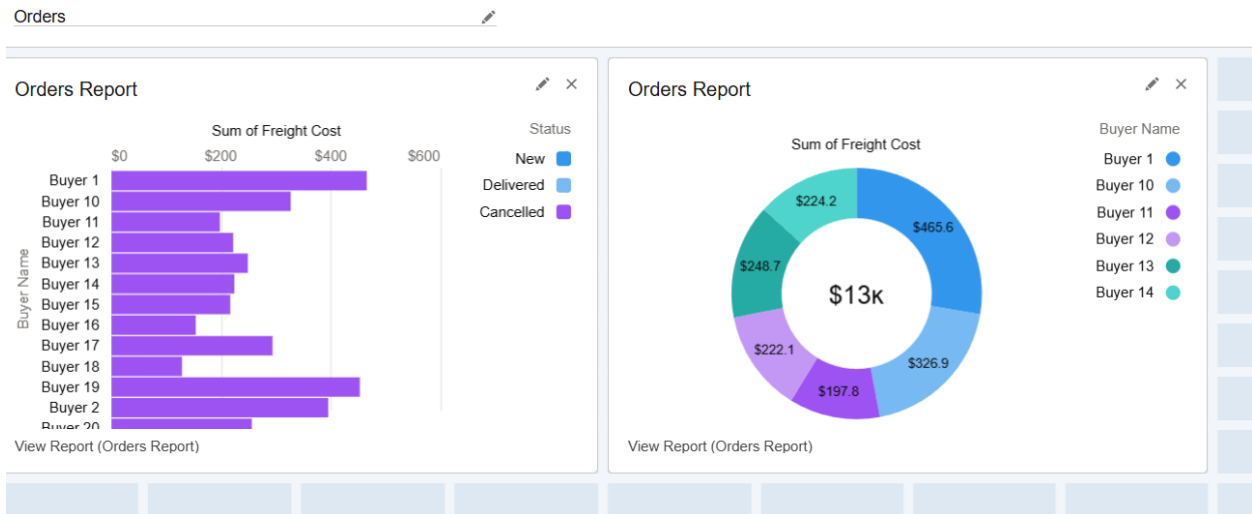 Orders
Orders Report
Sum of Freight Cost
$0 $200 $400 $600
Buyer Name
Buyer 1
Buyer 10
Buyer 11
Buyer 12
Buyer 13
Buyer 14
Buyer 15
Buyer 16
Buyer 17
Buyer 18
Buyer 19
Buyer 2
Buyer 20
Status
New
Delivered
Cancelled
View Report (Orders Report)
Orders Report
Sum of Freight Cost
$465.6
$326.9
$197.8
$222.1
$248.7
$224.2
$13K
Buyer Name
Buyer 1
Buyer 10
Buyer 11
Buyer 12
Buyer 13
Buyer 14
View Report (Orders Report)